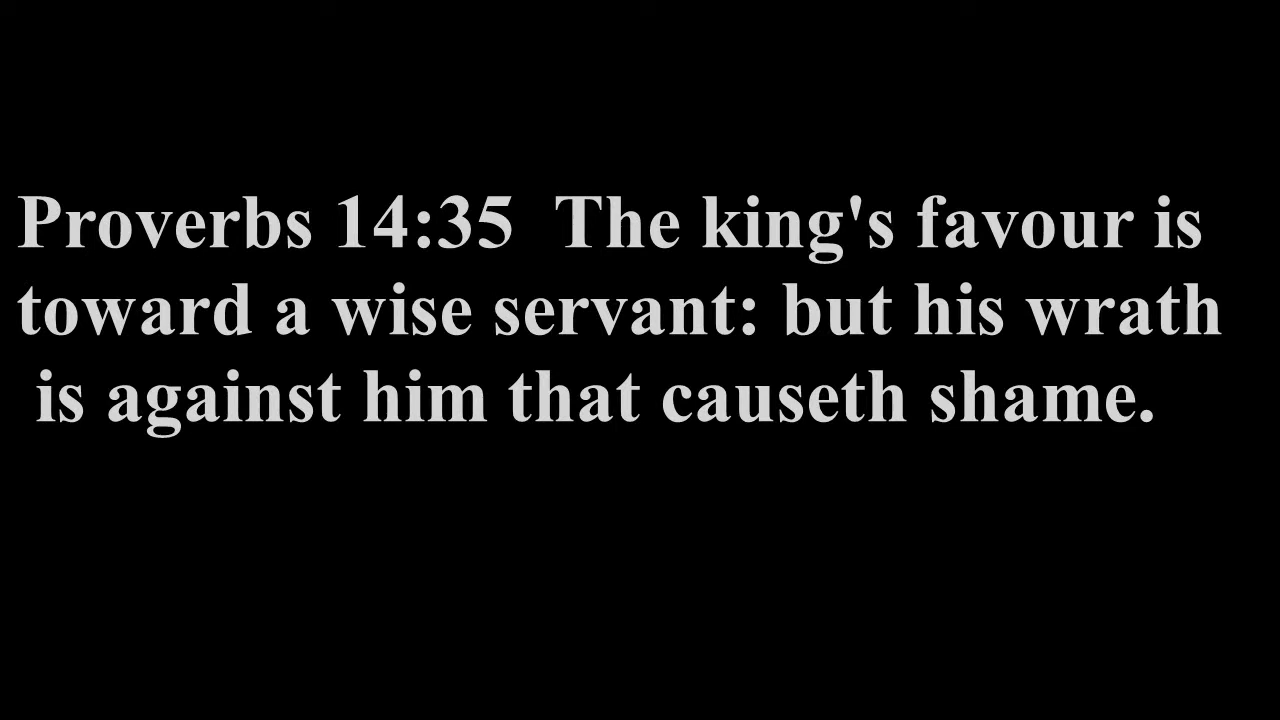 Proverbs 14:35  The king's favour is
toward a wise servant: but his wrath
is against him that causeth shame.